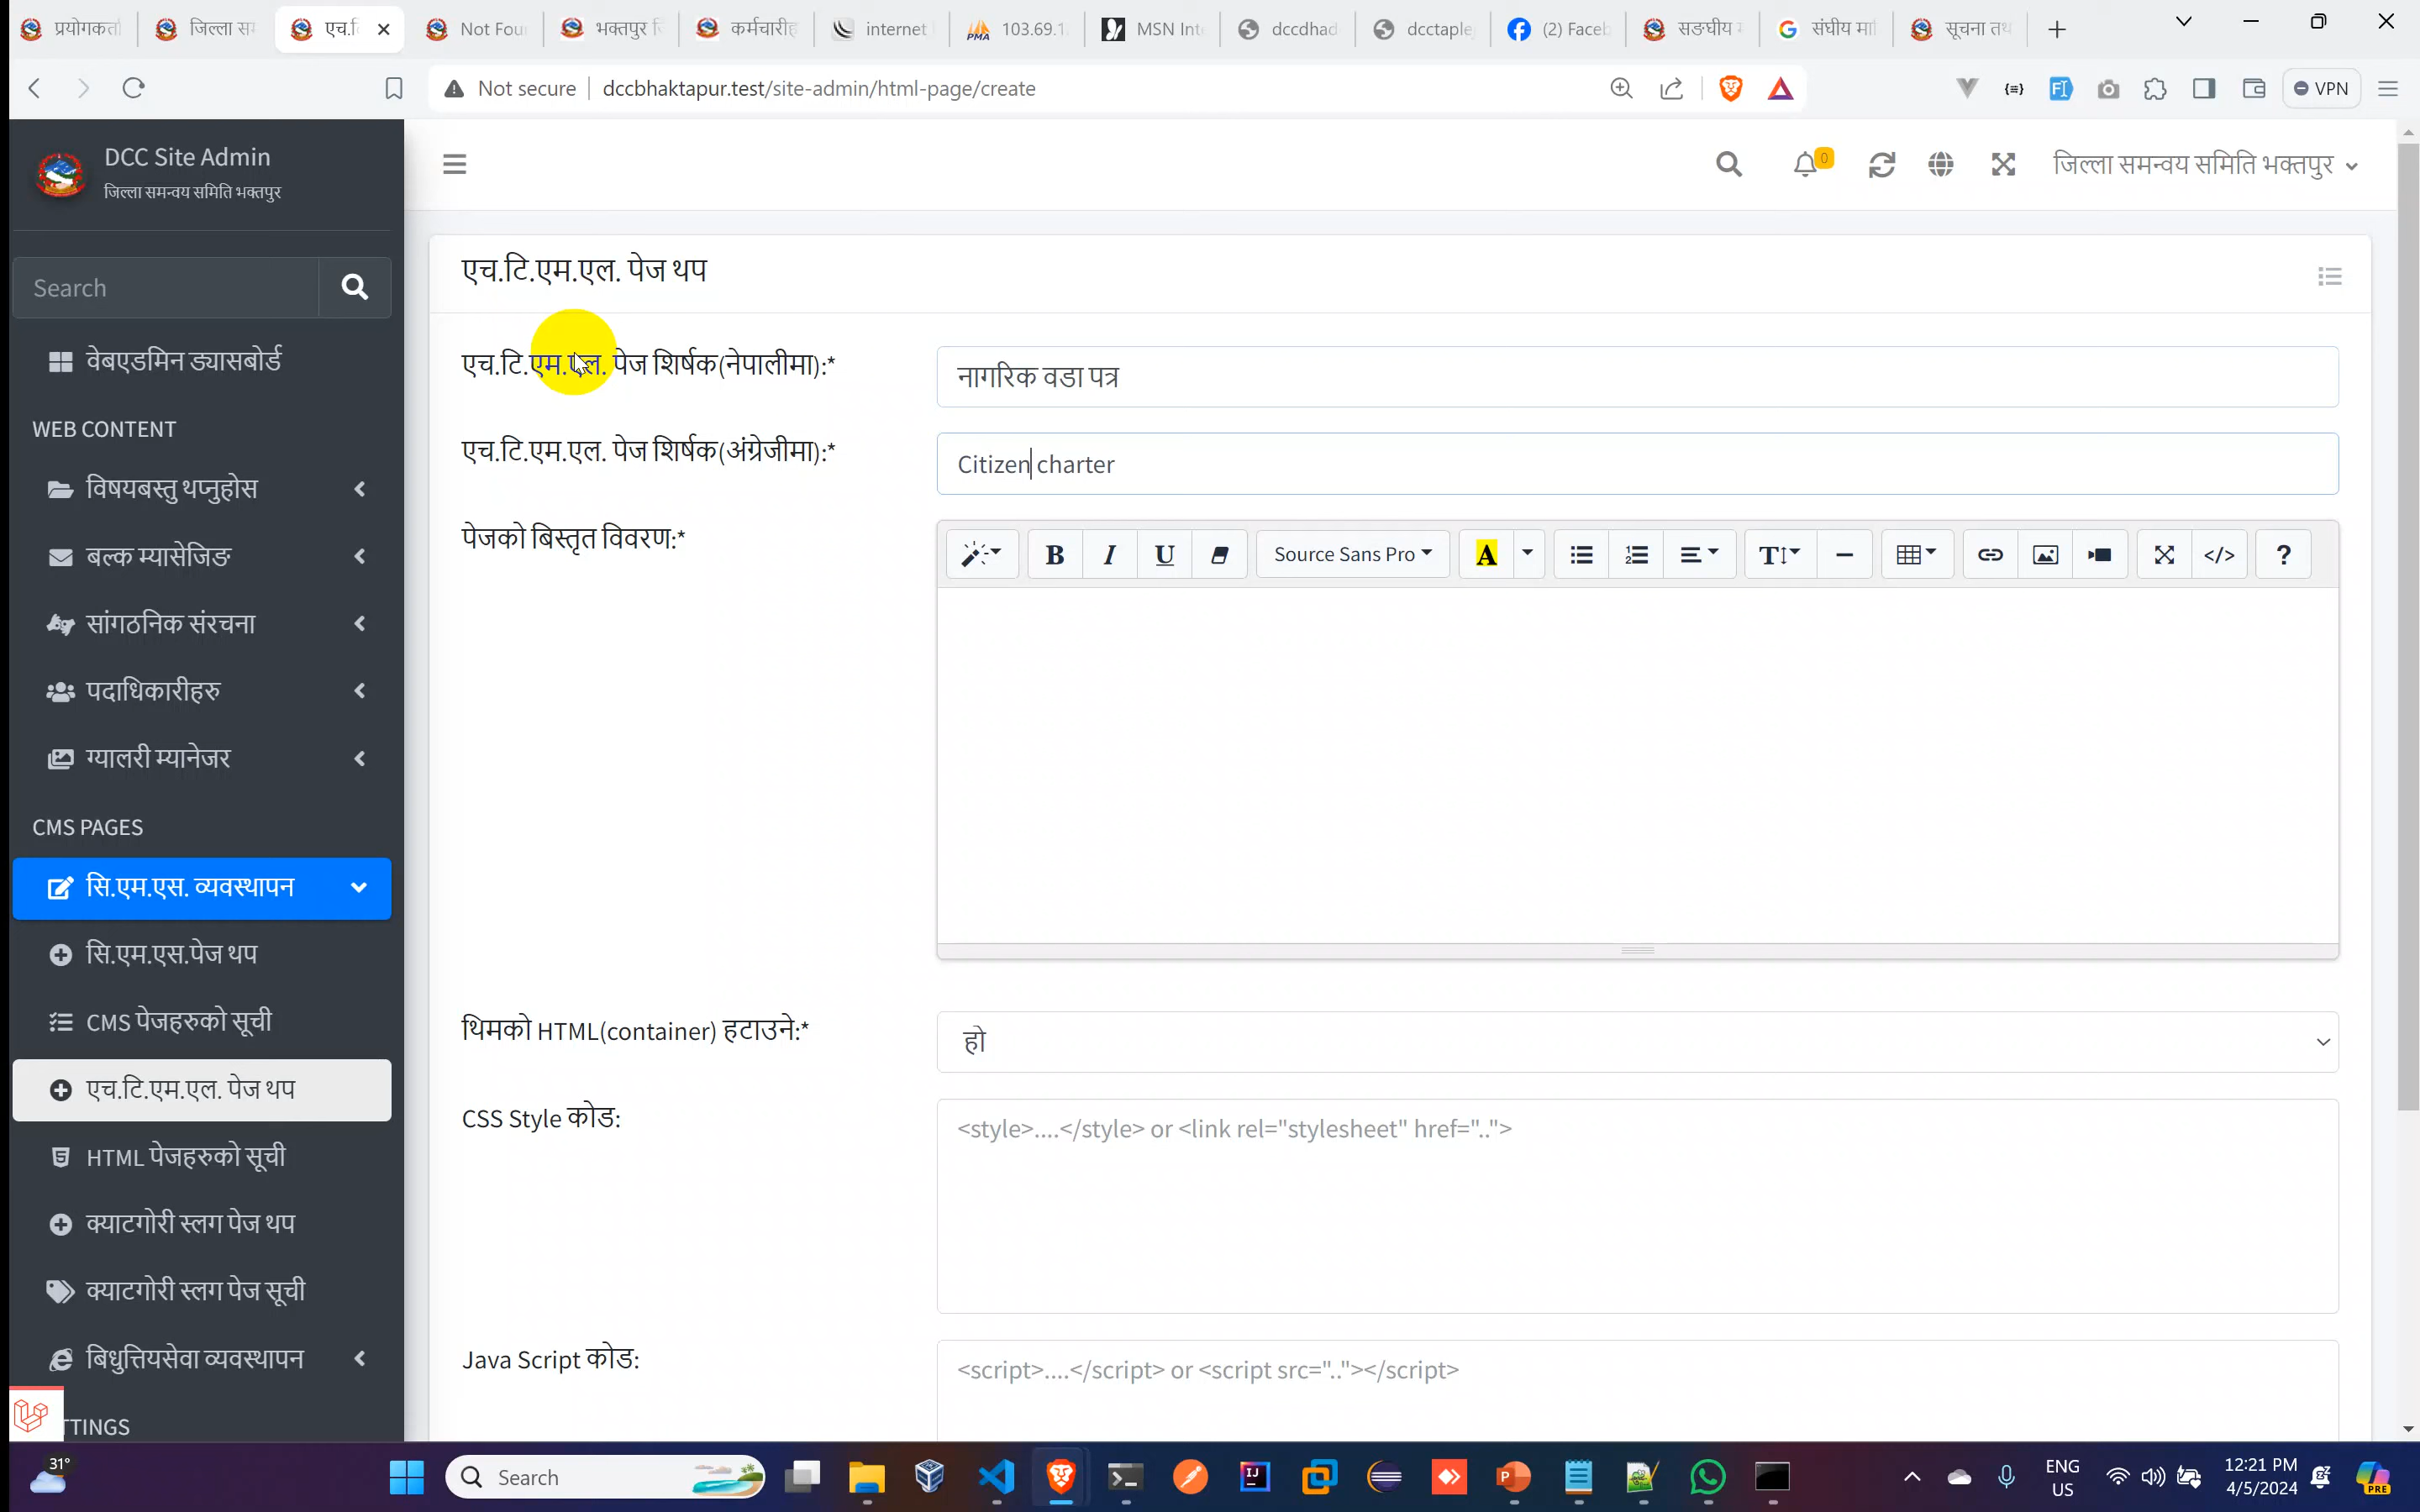 प्रयोगकर्ता
जिल्ला सम
एच.टि
Not Foun
भक्तपुर जि
कर्मचारीह
internet
103.69.1
MSN Int
dccdhad
dcctaple
(2) Faceb
सङघीय म
संघीय मा
सूचना तथ
Not secure
dccbhaktapur.test/site-admin/html-page/create
VPN
DCC Site Admin
जिल्ला समन्वय समिति भक्तपुर
0
जिल्ला समन्वय समिति भक्तपुर
Search
वेबएडमिन ड्यासबोर्ड
WEB CONTENT
विषयबस्तु थप्नुहोस
बल्क म्यासेजिङ
सांगठनिक संरचना
पदाधिकारीहरु
ग्यालरी म्यानेजर
CMS PAGES
सि.एम.एस. व्यवस्थापन
सि.एम.एस.पेज थप
CMS पेजहरुको सूची
एच.टि.एम.एल. पेज थप
HTML पेजहरुको सूची
क्याटगोरी स्लग पेज थप
क्याटगोरी स्लग पेज सूची
बिधुत्तियसेवा व्यवस्थापन
TTINGS
एच.टि.एम.एल. पेज थप
एच.टि.एम.एल. पेज शिर्षक(नेपालीमा):*
नागरिक वडा पत्र
एच.टि.एम.एल. पेज शिर्षक(अंग्रेजीमा):*
Citizen charter
पेजको बिस्तृत विवरण:*
B I U Source Sans Pro A </> ?
थिमको HTML(container) हटाउने:*
हो
CSS Style कोड:
<style>....</style> or <link rel="stylesheet" href="..">
Java Script कोड:
<script>....</script> or <script src=".."></script>
31°
Search
ENG
US
12:21 PM
4/5/2024
PRE